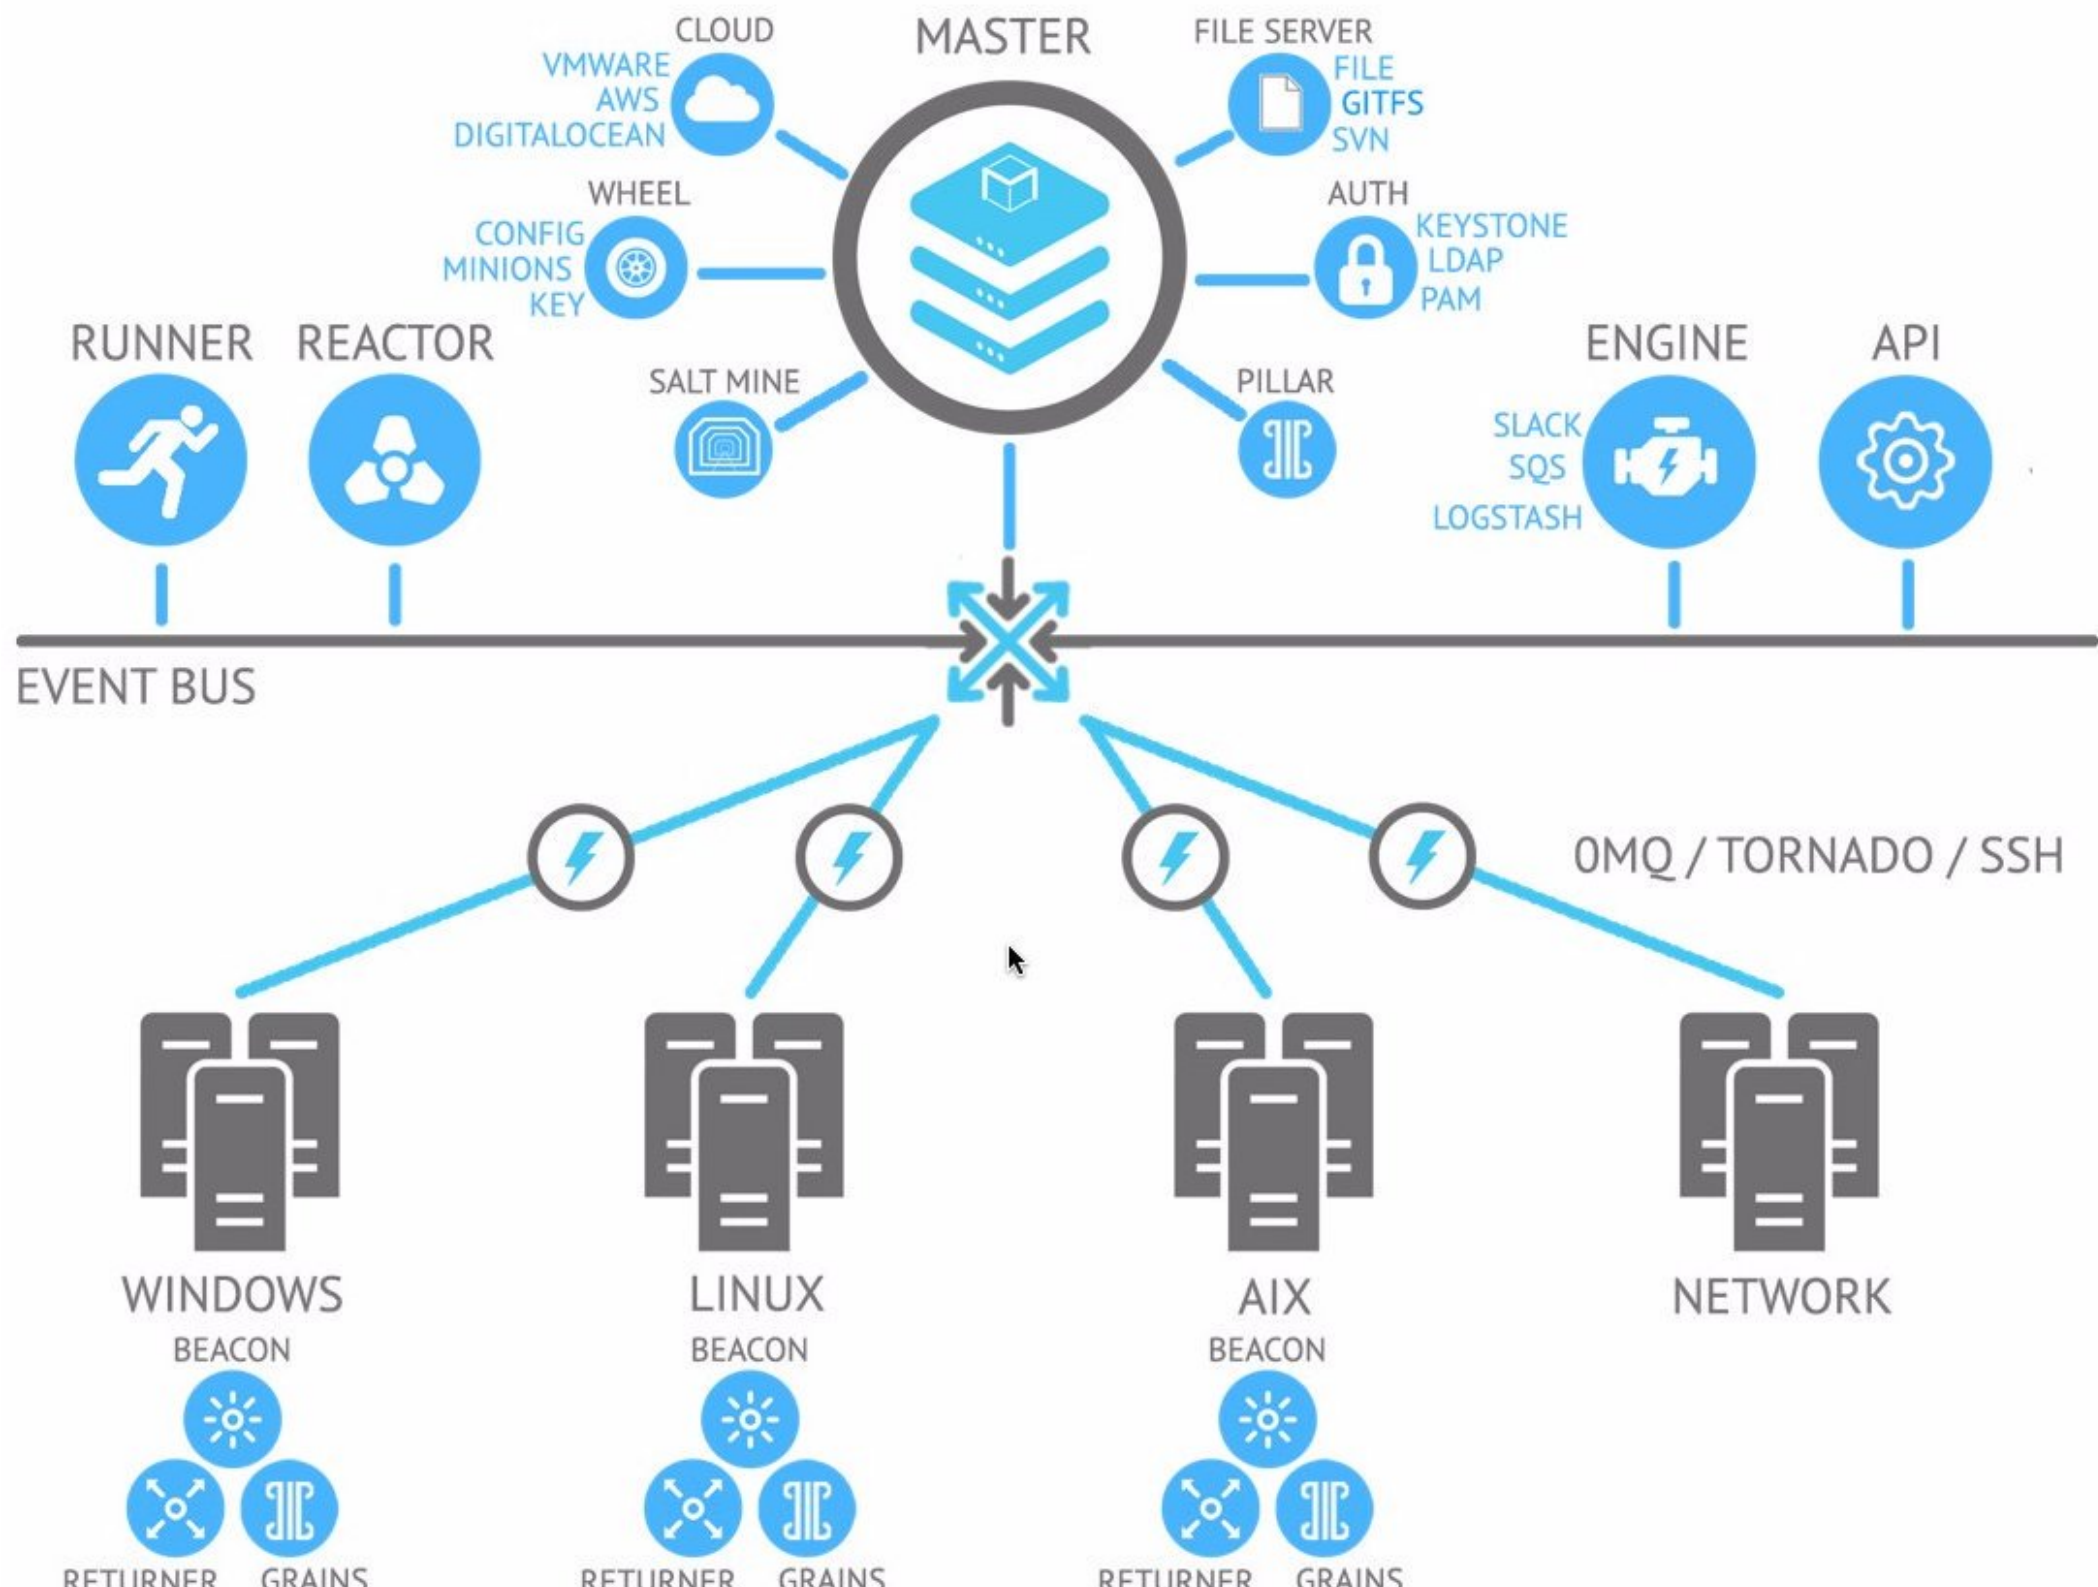 CLOUD
MASTER
FILE SERVER
VMWARE
AWS
DIGITALOCEAN
FILE
GITFS
SVN
WHEEL
AUTH
CONFIG
MINIONS
KEY
KEYSTONE
LDAP
PAM
RUNNER
REACTOR
SALT MINE
PILLAR
ENGINE
API
SLACK
SQS
LOGSTASH
EVENT BUS
0MQ / TORNADO / SSH
WINDOWS
LINUX
AIX
NETWORK
BEACON
BEACON
BEACON
RETURNER
GRAINS
RETURNER
GRAINS
RETURNER
GRAINS